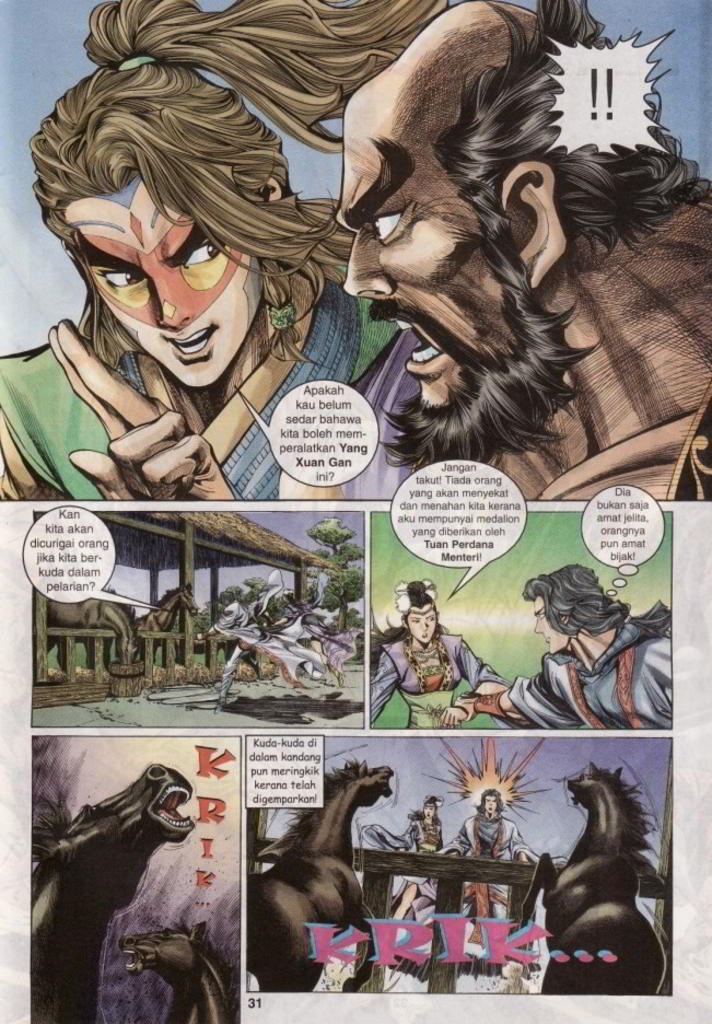 !!
Apakah
kau belum
sedar bahawa
kita boleh mem-
peralatkan Yang
Xuan Gan
ini?
Kan
kita akan
dicurigai orang
jika kita ber-
kuda dalam
pelarian?
Jangan
takut! Tiada orang
yang akan menyekat
dan menahan kita kerana
aku mempunyai medalion
yang diberikan oleh
Tuan Perdana
Menteri!
Dia
bukan saja
amat jelita,
orangnya
pun amat
bijak!
KRIK...
Kuda-kuda di
dalam kandang
pun meringkik
kerana telah
digemparkan!
KRIK...
31